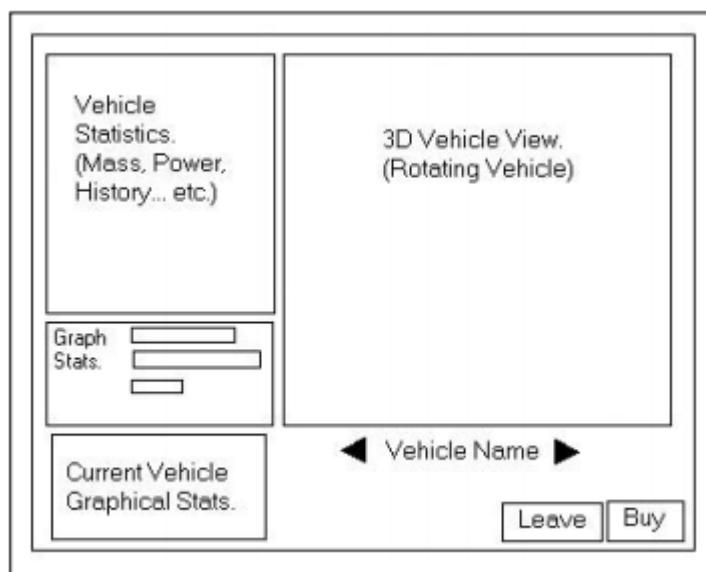 Vehicle
Statistics.
(Mass, Power,
History... etc.)
3D Vehicle View.
(Rotating Vehicle)
Graph
Stats.
Vehicle Name
Current Vehicle
Graphical Stats.
Leave
Buy